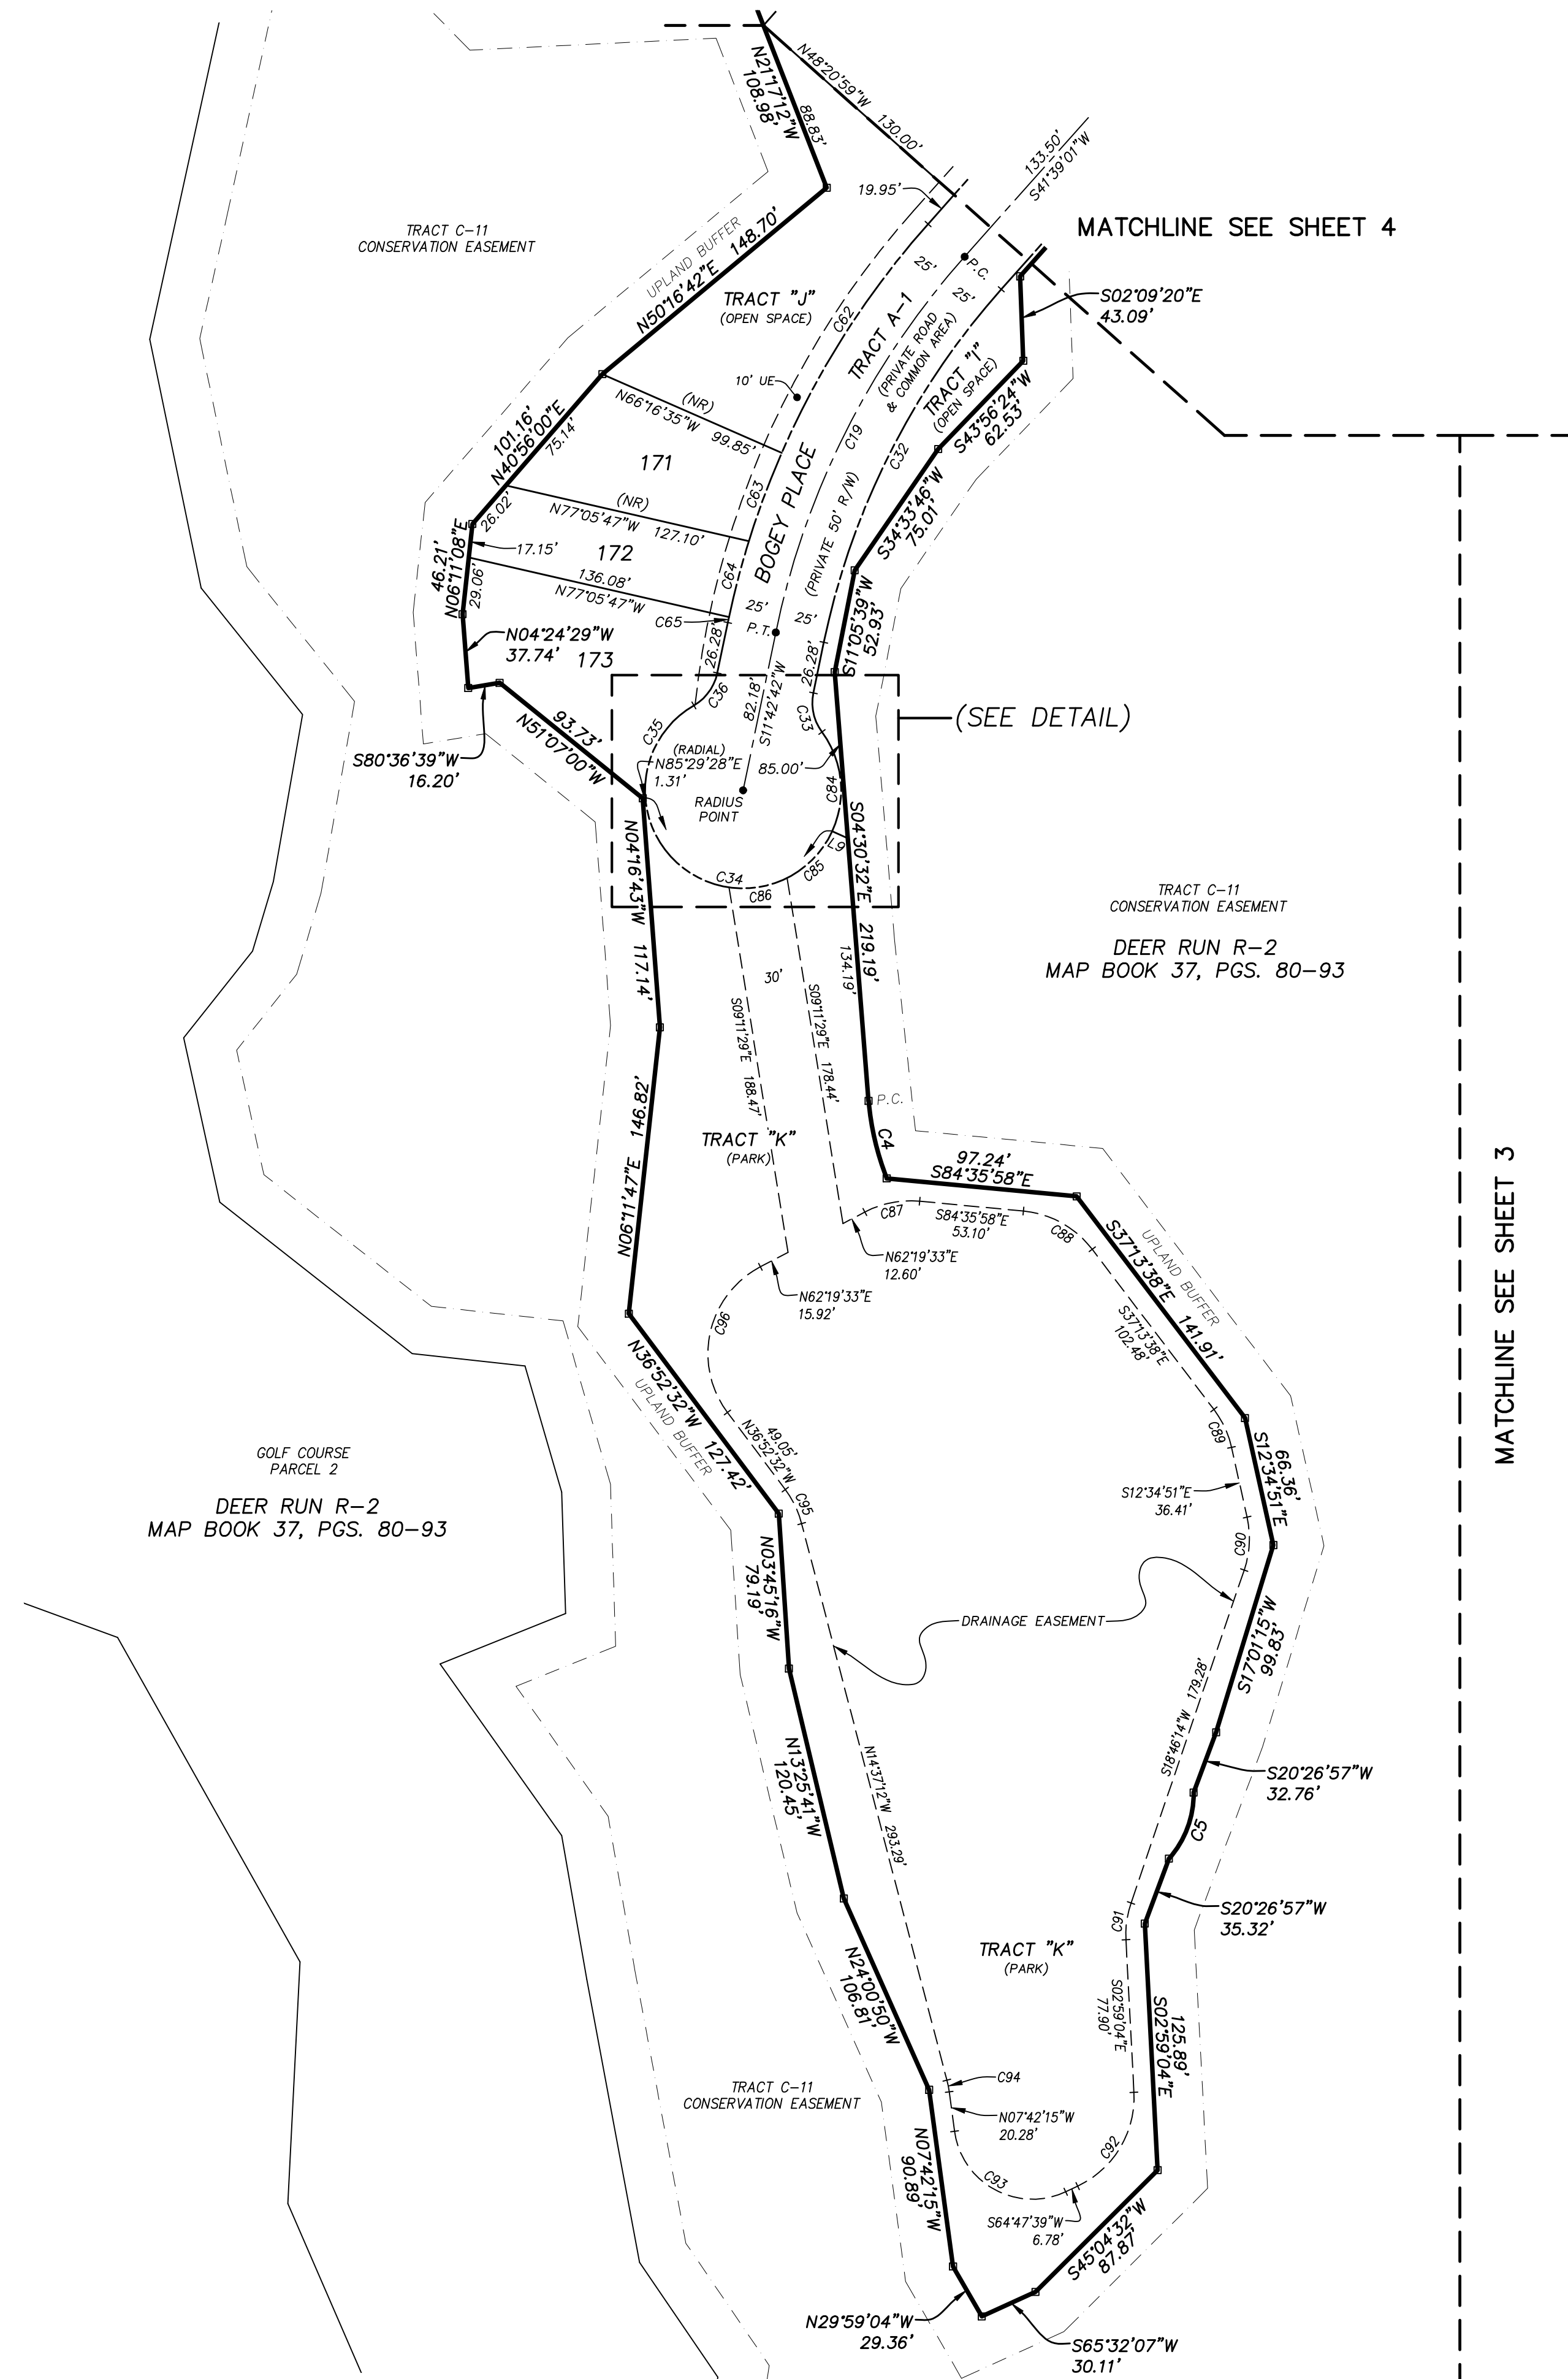 N21°17'12"W
108.98'
88.83'
N48°20'59"W
130.00'
133.50'
S41°39'01"W
19.95'
MATCHLINE SEE SHEET 4
TRACT C-11
CONSERVATION EASEMENT
UPLAND BUFFER
N50°16'42"E 148.70'
TRACT "J"
(OPEN SPACE)
C62
25'
P.C.
25'
TRACT A-1
(PRIVATE ROAD
& COMMON AREA)
TRACT "I"
(OPEN SPACE)
S02°09'20"E
43.09'
10' UE
S43°56'24"W
62.53'
(NR)
N66°16'35"W 99.85'
101.16'
N40°56'00"E
75.14'
171
C19
C32
C63
BOGEY PLACE
(PRIVATE 50' R/W)
S34°33'46"W
75.01'
26.02'
(NR)
N77°05'47"W 127.10'
17.15'
172
46.21'
N06°11'08"E
29.06'
136.08'
N77°05'47"W
C64
25'
25'
C65
P.T.
S11°05'39"W
52.93'
N04°24'29"W
37.74'
173
26.28'
26.28'
82.18'
S11°42'42"W
C36
C33
(SEE DETAIL)
93.73'
N51°07'00"W
C35
(RADIAL)
N85°29'28"E
1.31'
85.00'
S80°36'39"W
16.20'
RADIUS
POINT
C84
L9
C85
C34
C86
N04°16'43"W 117.14'
S04°30'32"E 219.19'
134.19'
TRACT C-11
CONSERVATION EASEMENT
DEER RUN R-2
MAP BOOK 37, PGS. 80-93
30'
S09°11'29"E 188.47'
S09°11'29"E 178.44'
P.C.
C4
N06°11'47"E 146.82'
TRACT "K"
(PARK)
97.24'
S84°35'58"E
C87
S84°35'58"E
53.10'
C88
N62°19'33"E
12.60'
N62°19'33"E
15.92'
UPLAND BUFFER
S37°13'38"E 141.91'
S37°13'38"E
102.48'
MATCHLINE SEE SHEET 3
C96
N36°52'32"W 127.42'
UPLAND BUFFER
49.05'
N36°52'32"W
C95
C89
66.36'
S12°34'51"E
S12°34'51"E
36.41'
GOLF COURSE
PARCEL 2
DEER RUN R-2
MAP BOOK 37, PGS. 80-93
C90
N03°45'16"W
79.19'
DRAINAGE EASEMENT
S17°01'15"W
99.83'
S18°46'14"W 179.28'
N14°37'12"W 293.29'
N13°25'41"W
120.45'
S20°26'57"W
32.76'
C5
S20°26'57"W
35.32'
C91
TRACT "K"
(PARK)
N24°00'50"W
106.81'
S02°59'04"E
77.90'
125.89'
S02°59'04"E
C94
TRACT C-11
CONSERVATION EASEMENT
N07°42'15"W
20.28'
N07°42'15"W
90.89'
C92
C93
S64°47'39"W
6.78'
S45°04'32"W
87.87'
N29°59'04"W
29.36'
S65°32'07"W
30.11'